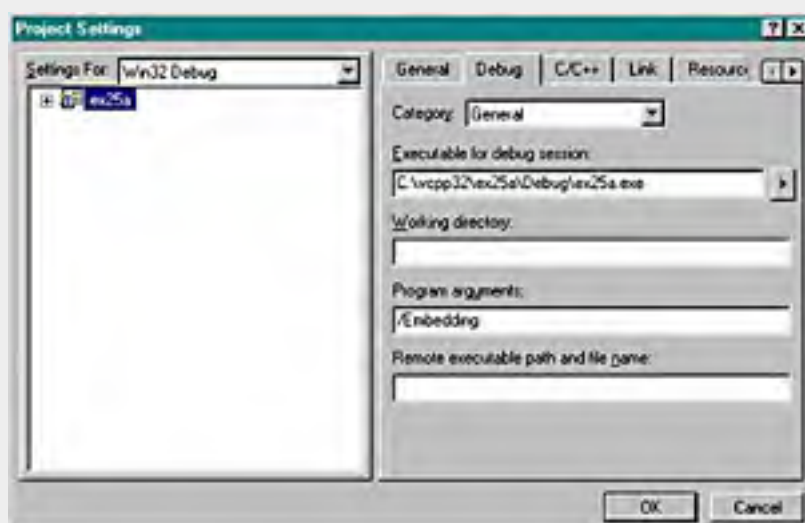 Project Settings
Settings For: Win32 Debug
ex25a
General Debug C/C++ Link
Category: General
Executable for debug session:
C:\vcpp32\ex25a\Debug\ex25a.exe
Working directory:
Program arguments:
/Embedding
Remote executable path and file name:
OK Cancel